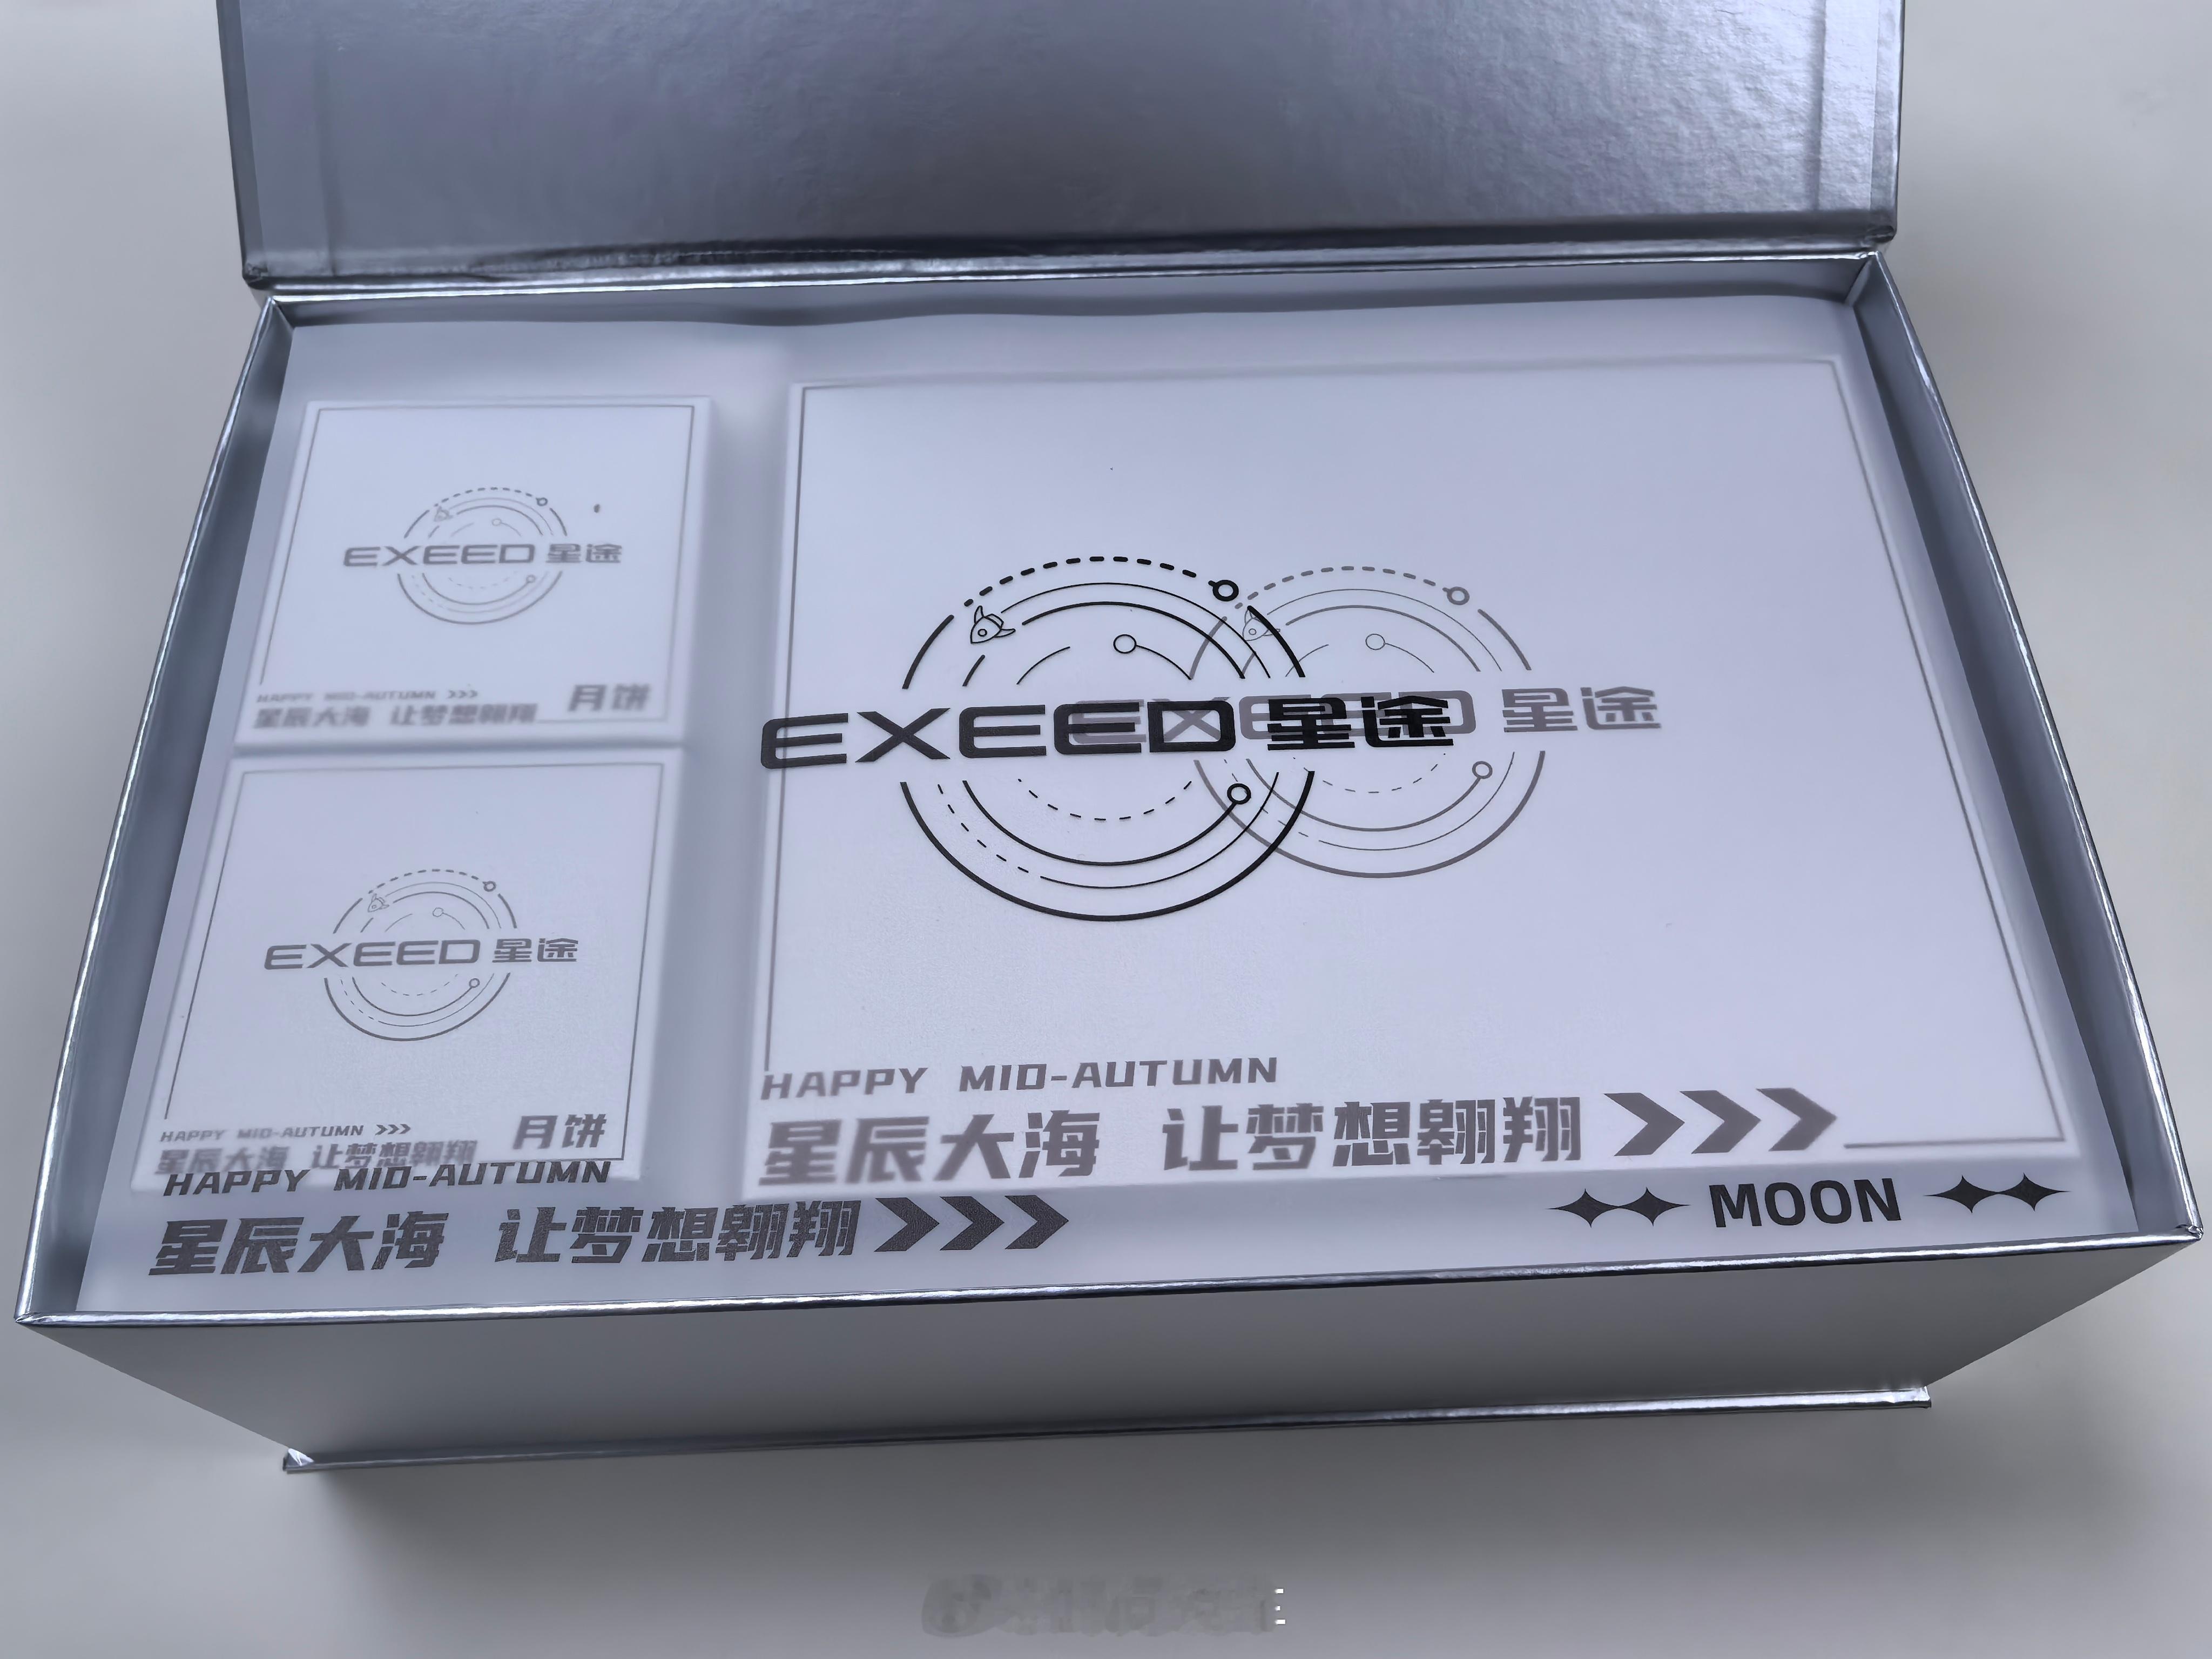 EXEED 星途
HAPPY MID-AUTUMN >>>
星辰大海 让梦想翱翔
月饼
EXEED 星途
HAPPY MID-AUTUMN >>>
星辰大海 让梦想翱翔
月饼
EXEED 星途
EXEED 星途
HAPPY MID-AUTUMN
星辰大海 让梦想翱翔 >>>
HAPPY MID-AUTUMN
星辰大海 让梦想翱翔 >>>
MOON